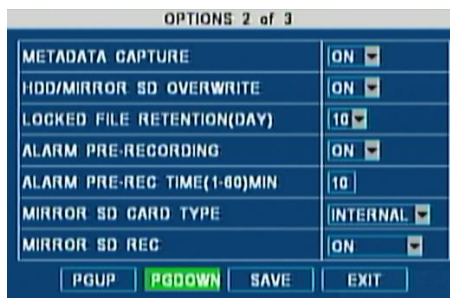 OPTIONS 2 of 3
METADATA CAPTURE ON
HDD/MIRROR SD OVERWRITE ON
LOCKED FILE RETENTION(DAY) 10
ALARM PRE-RECORDING ON
ALARM PRE-REC TIME(1-60)MIN 10
MIRROR SD CARD TYPE INTERNAL
MIRROR SD REC ON
PGUP PGDOWN SAVE EXIT